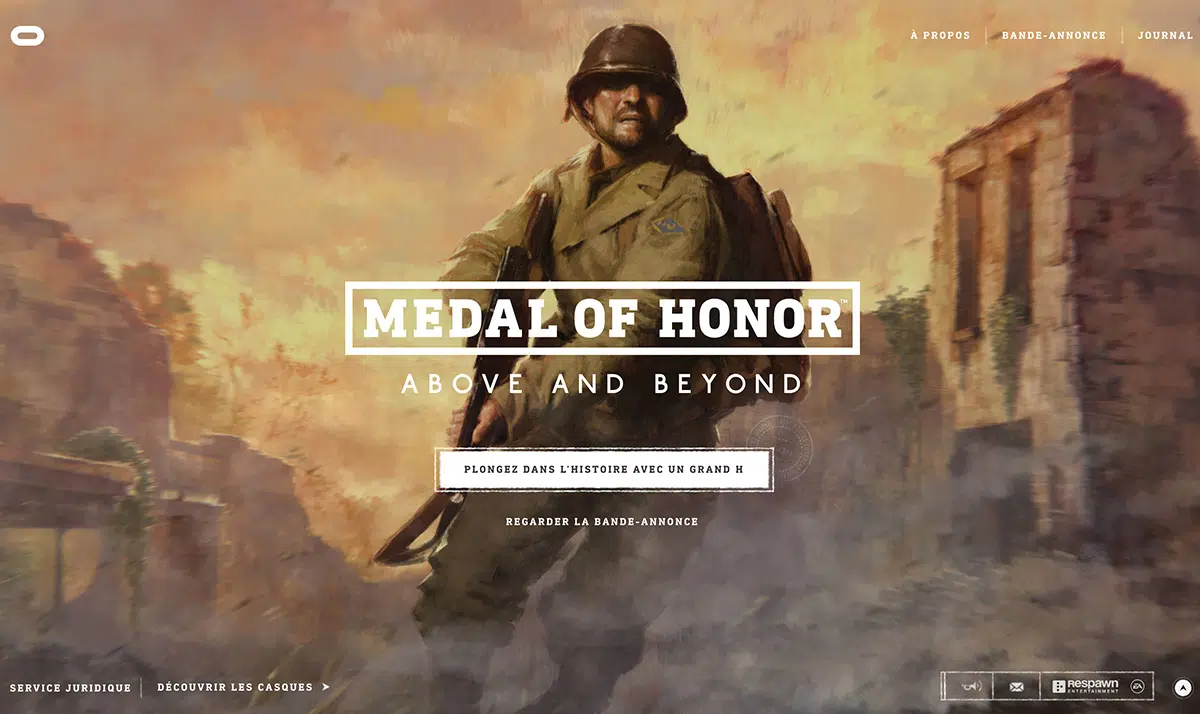 À PROPOS
BANDE-ANNONCE
JOURNAL
MEDAL OF HONOR™
ABOVE AND BEYOND
PLONGEZ DANS L'HISTOIRE AVEC UN GRAND H
REGARDER LA BANDE-ANNONCE
SERVICE JURIDIQUE
DÉCOUVRIR LES CASQUES
RESPAWN
ENTERTAINMENT
EA